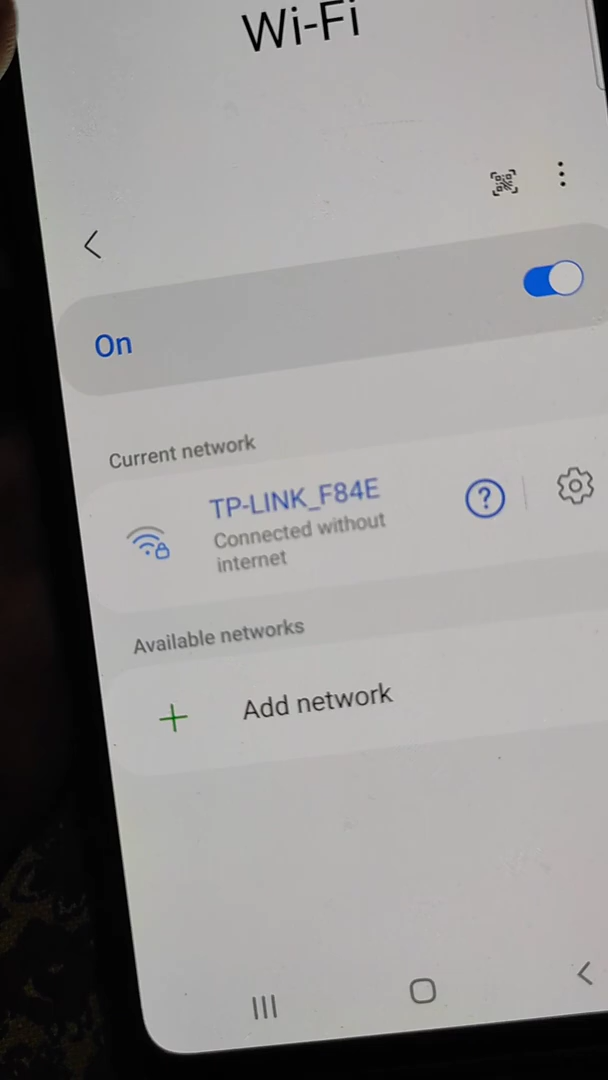 Wi-Fi
On
Current network
TP-LINK_F84E
Connected without
internet
Available networks
Add network